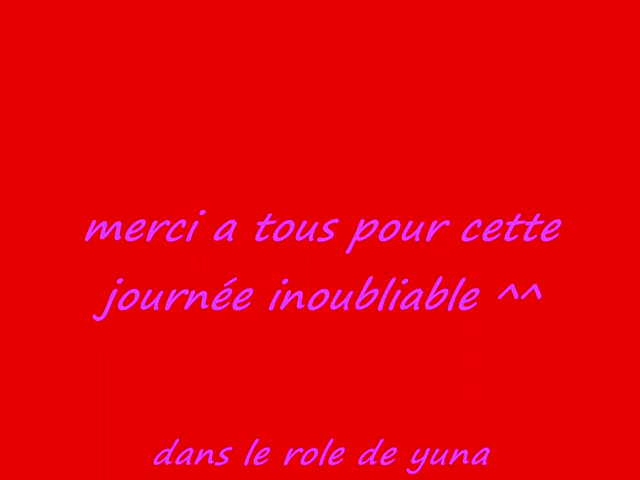 merci a tous pour cette
journée inoubliable ^^
dans le role de yuna